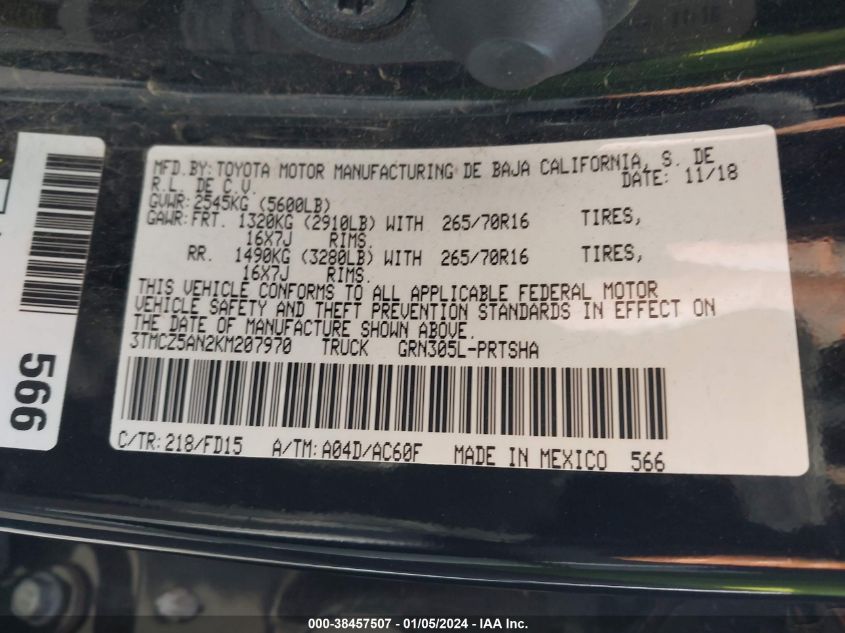 MFD.BY:TOYOTA MOTOR MANUFACTURING DE BAJA CALIFORNIA, S. DE
R.L. DE C.V. DATE: 11/18
GVWR:2545KG (5600LB)
GAWR:FRT. 1320KG (2910LB) WITH 265/70R16 TIRES,
16X7J RIMS.
RR. 1490KG (3280LB) WITH 265/70R16 TIRES,
16X7J RIMS.
THIS VEHICLE CONFORMS TO ALL APPLICABLE FEDERAL MOTOR
VEHICLE SAFETY AND THEFT PREVENTION STANDARDS IN EFFECT ON
THE DATE OF MANUFACTURE SHOWN ABOVE.
3TMCZ5AN2KM207970 TRUCK GRN305L-PRTSHA
C/TR:218/FD15 A/TM:A04D/AC60F MADE IN MEXICO 566
566
000-38457507 - 01/05/2024 - IAA Inc.